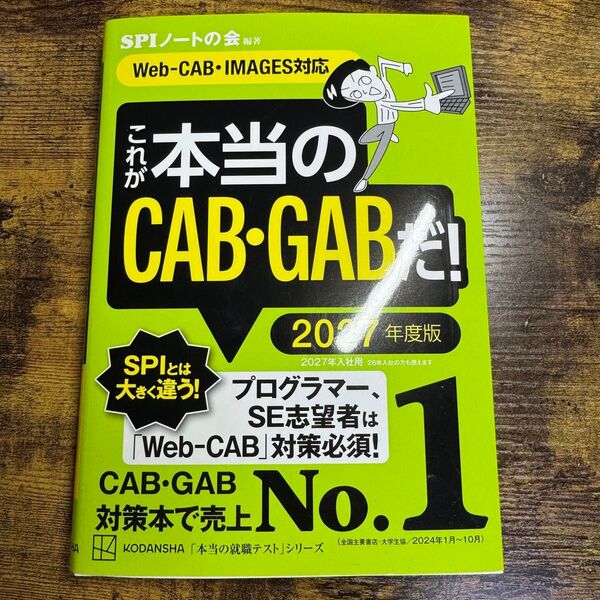 SPIノートの会 編著
Web-CAB・IMAGES対応
これが
本当の
CAB・GABだ!
2027年度版
2027年入社用 26年入社の方も使えます
SPIとは
大きく違う!
プログラマー、
SE志望者は
「Web-CAB」対策必須!
CAB・GAB
対策本で売上
No.1
(全国主要書店・大学生協/2024年1月~10月)
HA
KODANSHA 「本当の就職テスト」シリーズ